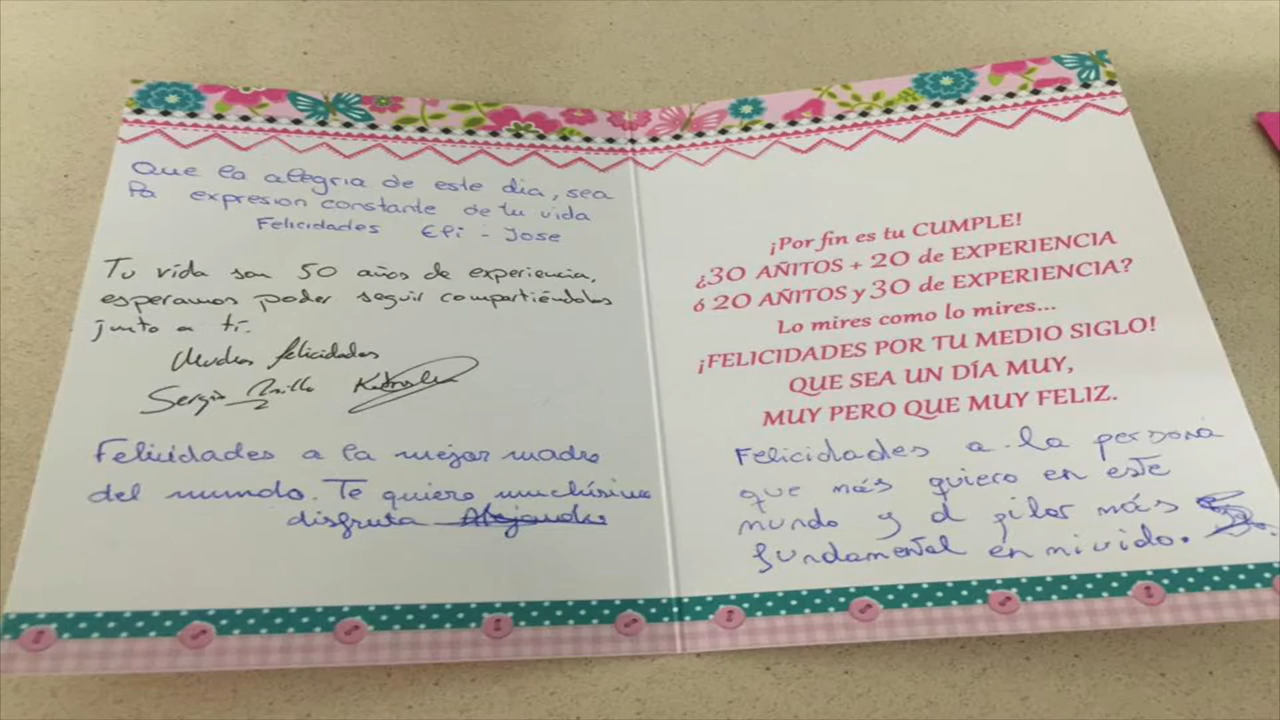 Que la alegria de este dia, sea
la expresion constante de tu vida
Felicidades Epi - Jose
Tu vida son 50 años de experiencia,
esperamos poder seguir compartiéndolos
junto a tí.
Muchas felicidades
Sergio
Felicidades a la mejor madre
del mundo. Te quiero muchísimo
disfruta Alejandro
¡Por fin es tu CUMPLE!
¿30 AÑITOS + 20 de EXPERIENCIA
ó 20 AÑITOS y 30 de EXPERIENCIA?
Lo mires como lo mires...
¡FELICIDADES POR TU MEDIO SIGLO!
QUE SEA UN DÍA MUY,
MUY PERO QUE MUY FELIZ.
Felicidades a la persona
que más quiero en este
mundo y el pilar más
fundamental en mi vida.